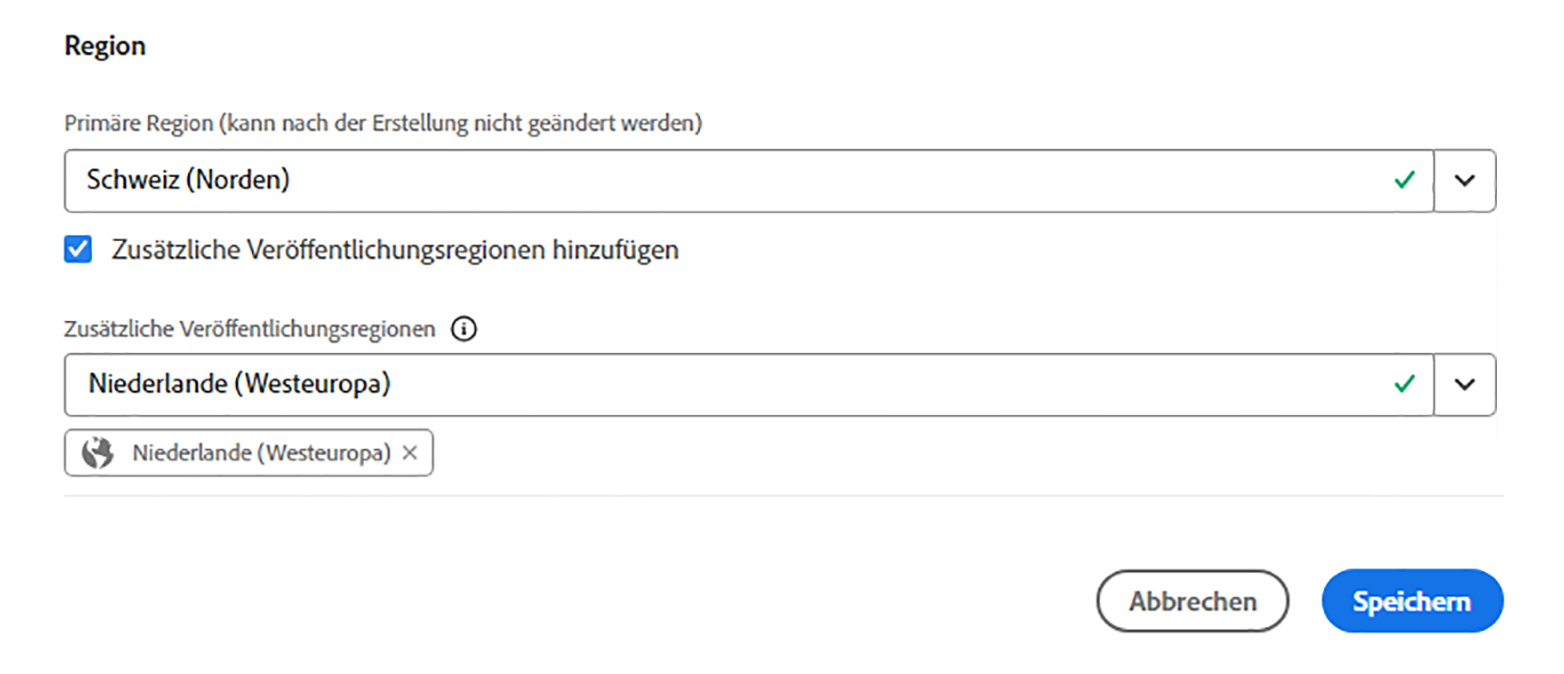 Region
Primäre Region (kann nach der Erstellung nicht geändert werden)
Schweiz (Norden)
Zusätzliche Veröffentlichungsregionen hinzufügen
Zusätzliche Veröffentlichungsregionen
Niederlande (Westeuropa)
Niederlande (Westeuropa)
Abbrechen
Speichern